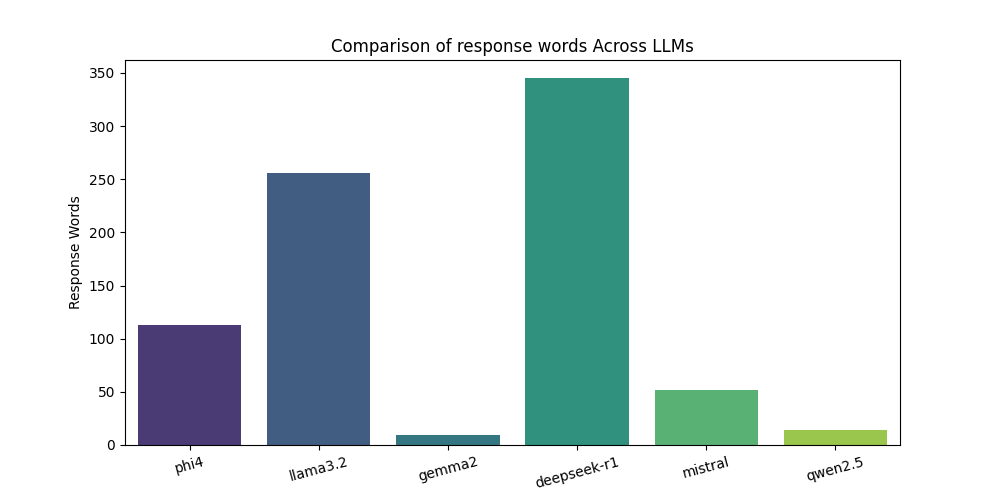 Comparison of response words Across LLMs
Response Words
350
300
250
200
150
100
50
0
phi4
llama3.2
gemma2
deepseek-r1
mistral
qwen2.5